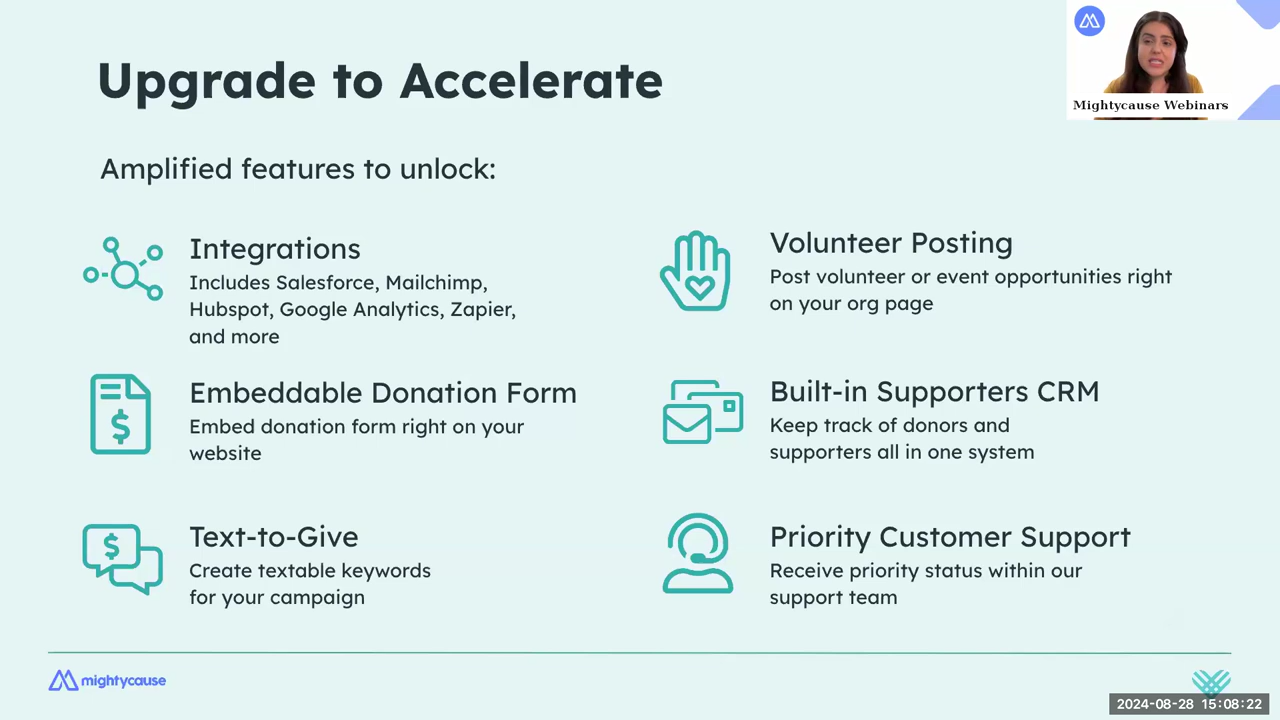 Upgrade to Accelerate
Mightycause Webinars
Amplified features to unlock:
Integrations
Includes Salesforce, Mailchimp,
Hubspot, Google Analytics, Zapier,
and more
Volunteer Posting
Post volunteer or event opportunities right
on your org page
Embeddable Donation Form
Embed donation form right on your
website
Built-in Supporters CRM
Keep track of donors and
supporters all in one system
Text-to-Give
Create textable keywords
for your campaign
Priority Customer Support
Receive priority status within our
support team
mightycause
2024-08-28 15:08:22